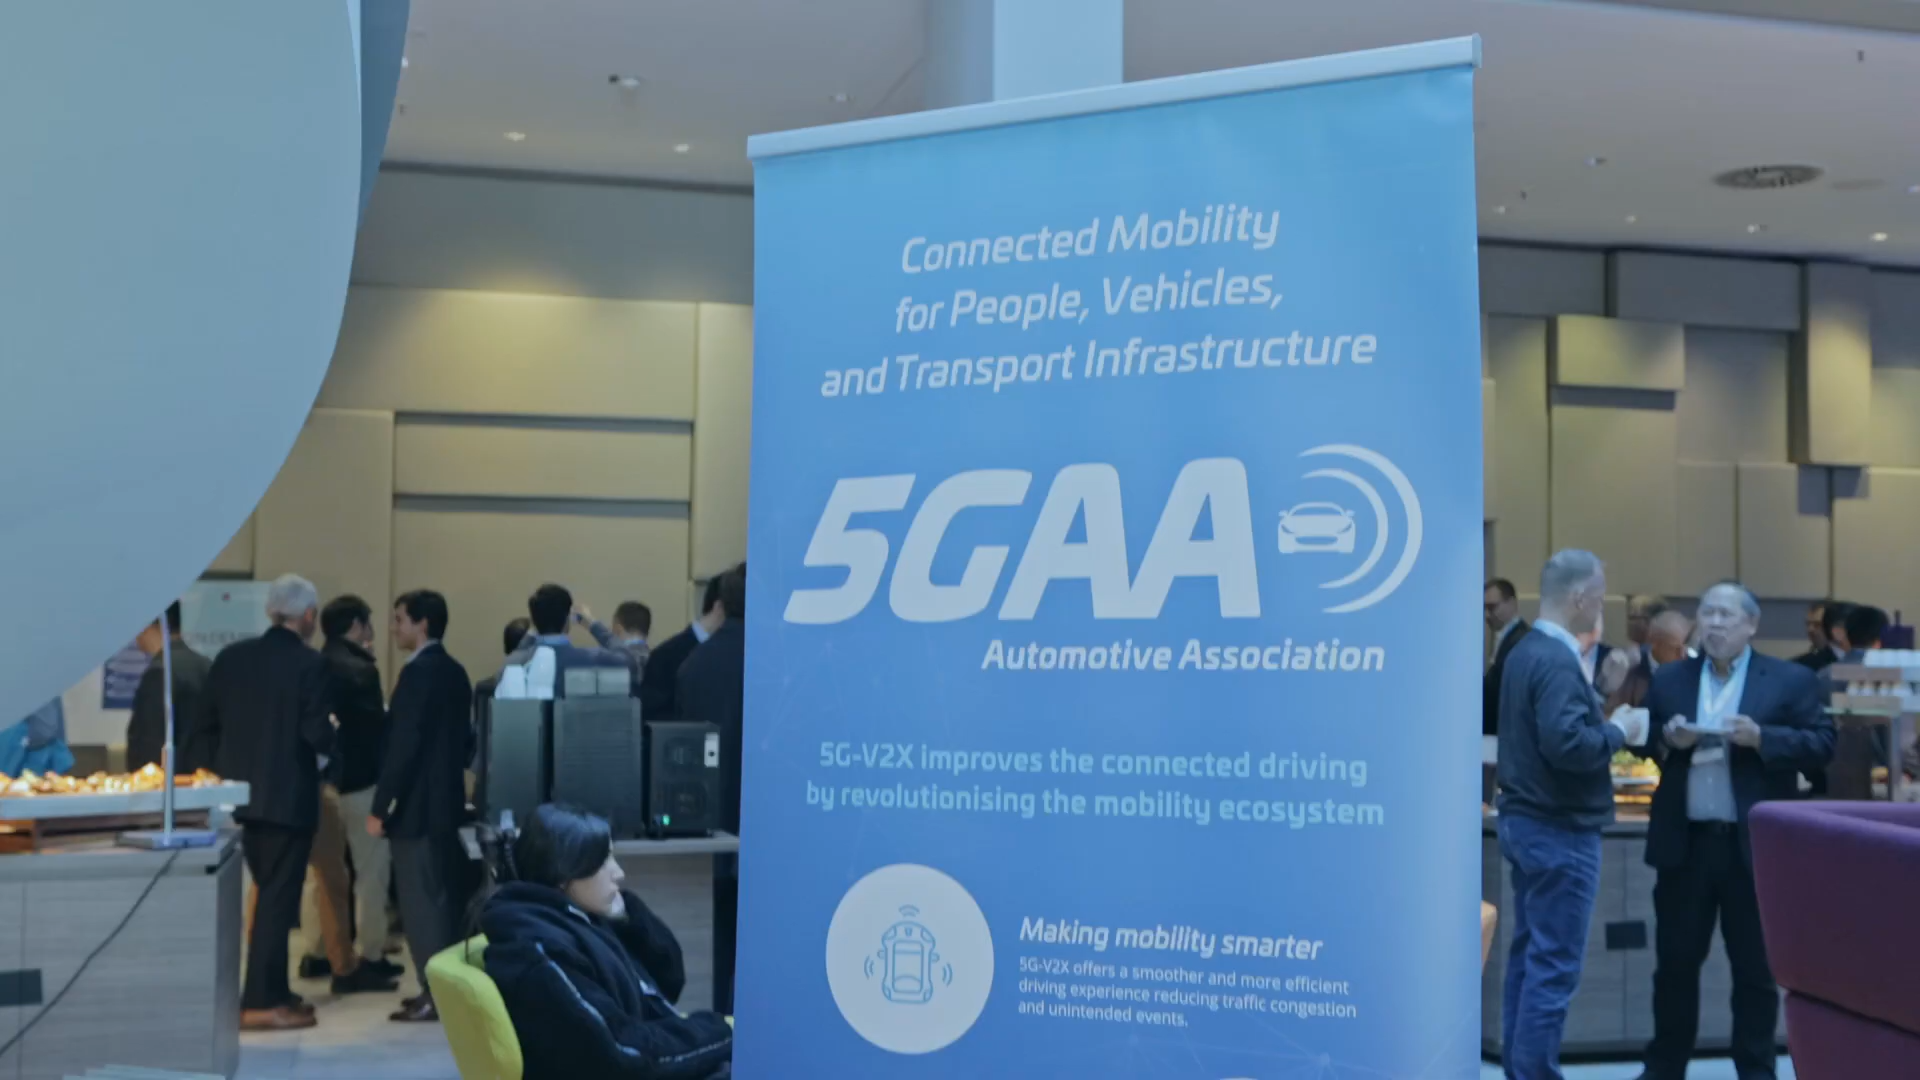 Connected Mobility
for People, Vehicles,
and Transport Infrastructure
5GAA
Automotive Association
5G-V2X improves the connected driving
by revolutionising the mobility ecosystem
Making mobility smarter
5G-V2X offers a smoother and more efficient
driving experience reducing traffic congestion
and unintended events.